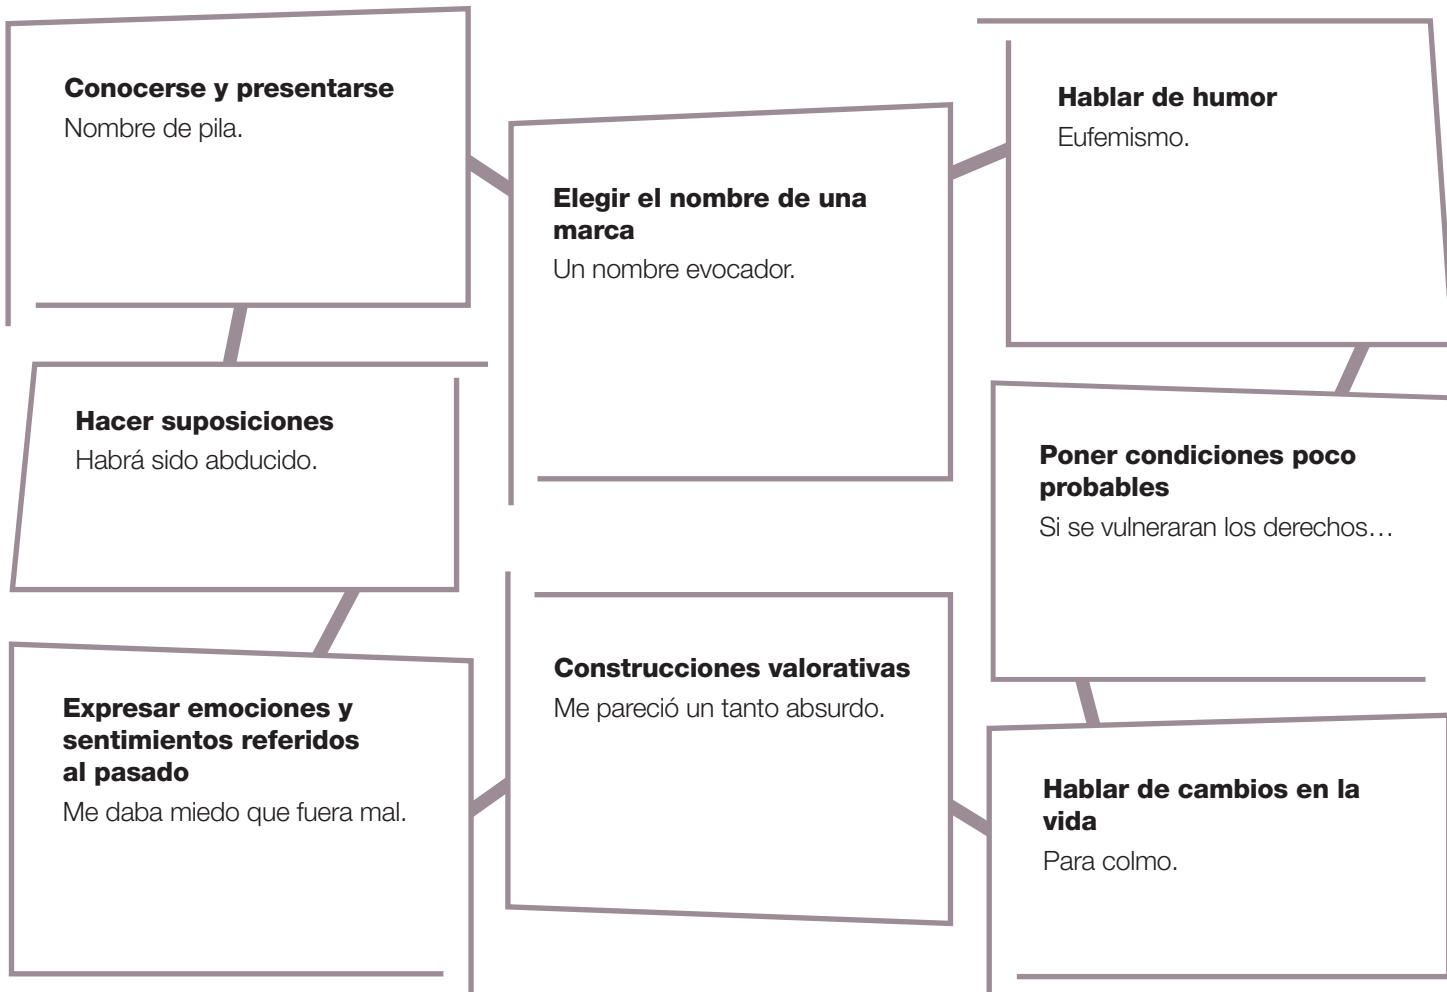 Conocerse y presentarse
Nombre de pila.
Elegir el nombre de una
marca
Un nombre evocador.
Hablar de humor
Eufemismo.
Hacer suposiciones
Habrá sido abducido.
Poner condiciones poco
probables
Si se vulneraran los derechos…
Expresar emociones y
sentimientos referidos
al pasado
Me daba miedo que fuera mal.
Construcciones valorativas
Me pareció un tanto absurdo.
Hablar de cambios en la
vida
Para colmo.